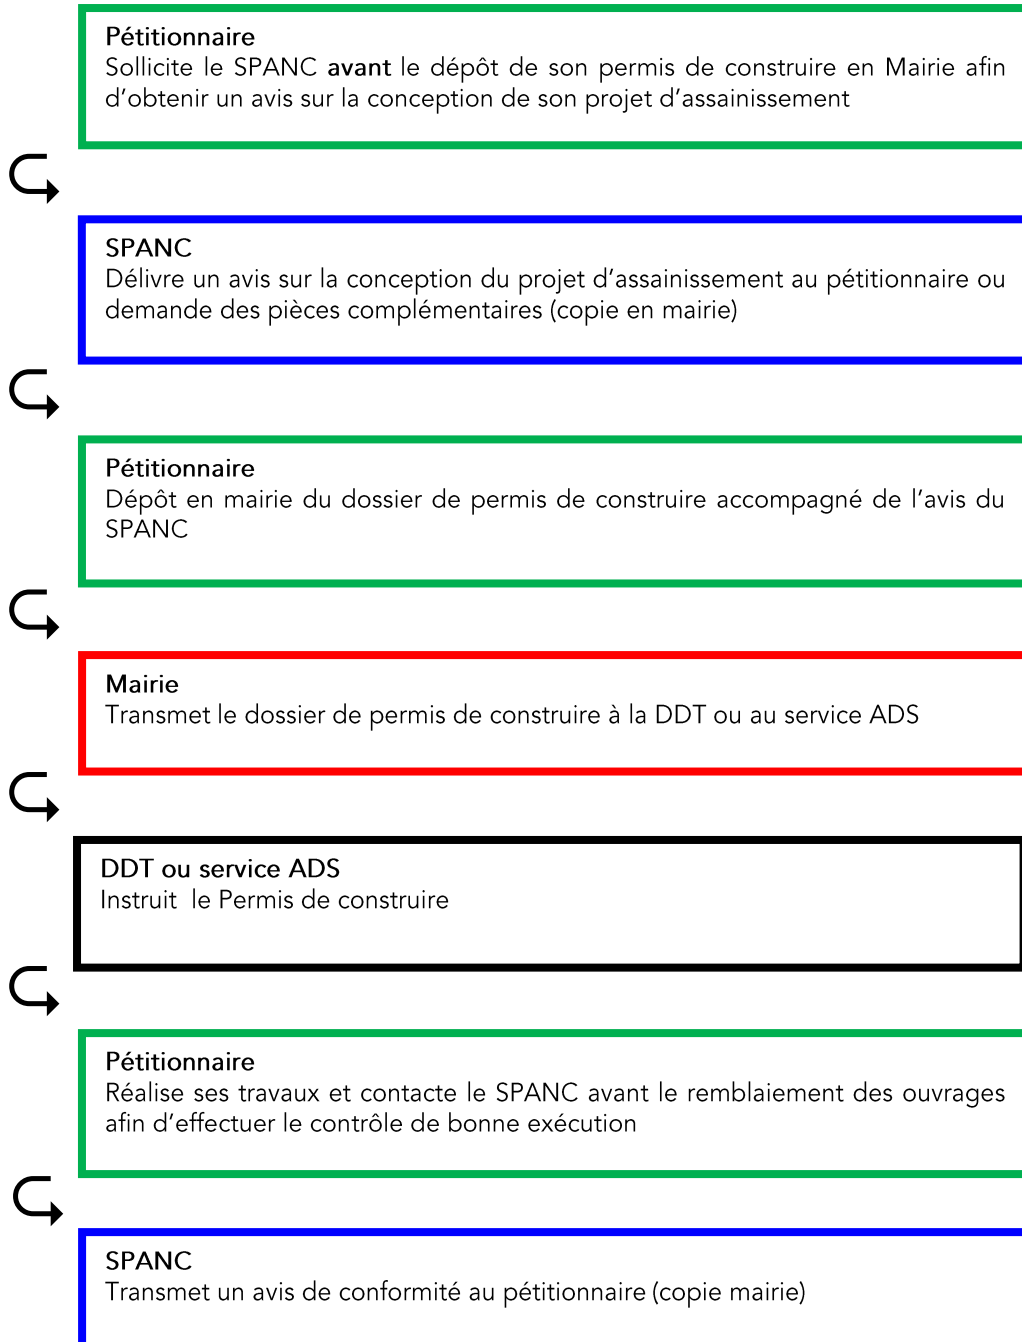 Pétitionnaire
Sollicite le SPANC avant le dépôt de son permis de construire en Mairie afin
d’obtenir un avis sur la conception de son projet d’assainissement
SPANC
Délivre un avis sur la conception du projet d’assainissement au pétitionnaire ou
demande des pièces complémentaires (copie en mairie)
Pétitionnaire
Dépôt en mairie du dossier de permis de construire accompagné de l’avis du
SPANC
Mairie
Transmet le dossier de permis de construire à la DDT ou au service ADS
DDT ou service ADS
Instruit le Permis de construire
Pétitionnaire
Réalise ses travaux et contacte le SPANC avant le remblaiement des ouvrages
afin d’effectuer le contrôle de bonne exécution
SPANC
Transmet un avis de conformité au pétitionnaire (copie mairie)